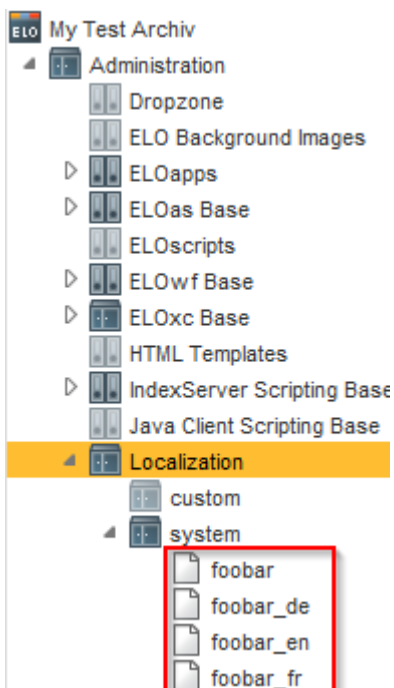 ELO My Test Archiv
Administration
Dropzone
ELO Background Images
ELOapps
ELOas Base
ELOscripts
ELOwf Base
ELOxc Base
HTML Templates
IndexServer Scripting Base
Java Client Scripting Base
Localization
custom
system
foobar
foobar_de
foobar_en
foobar_fr